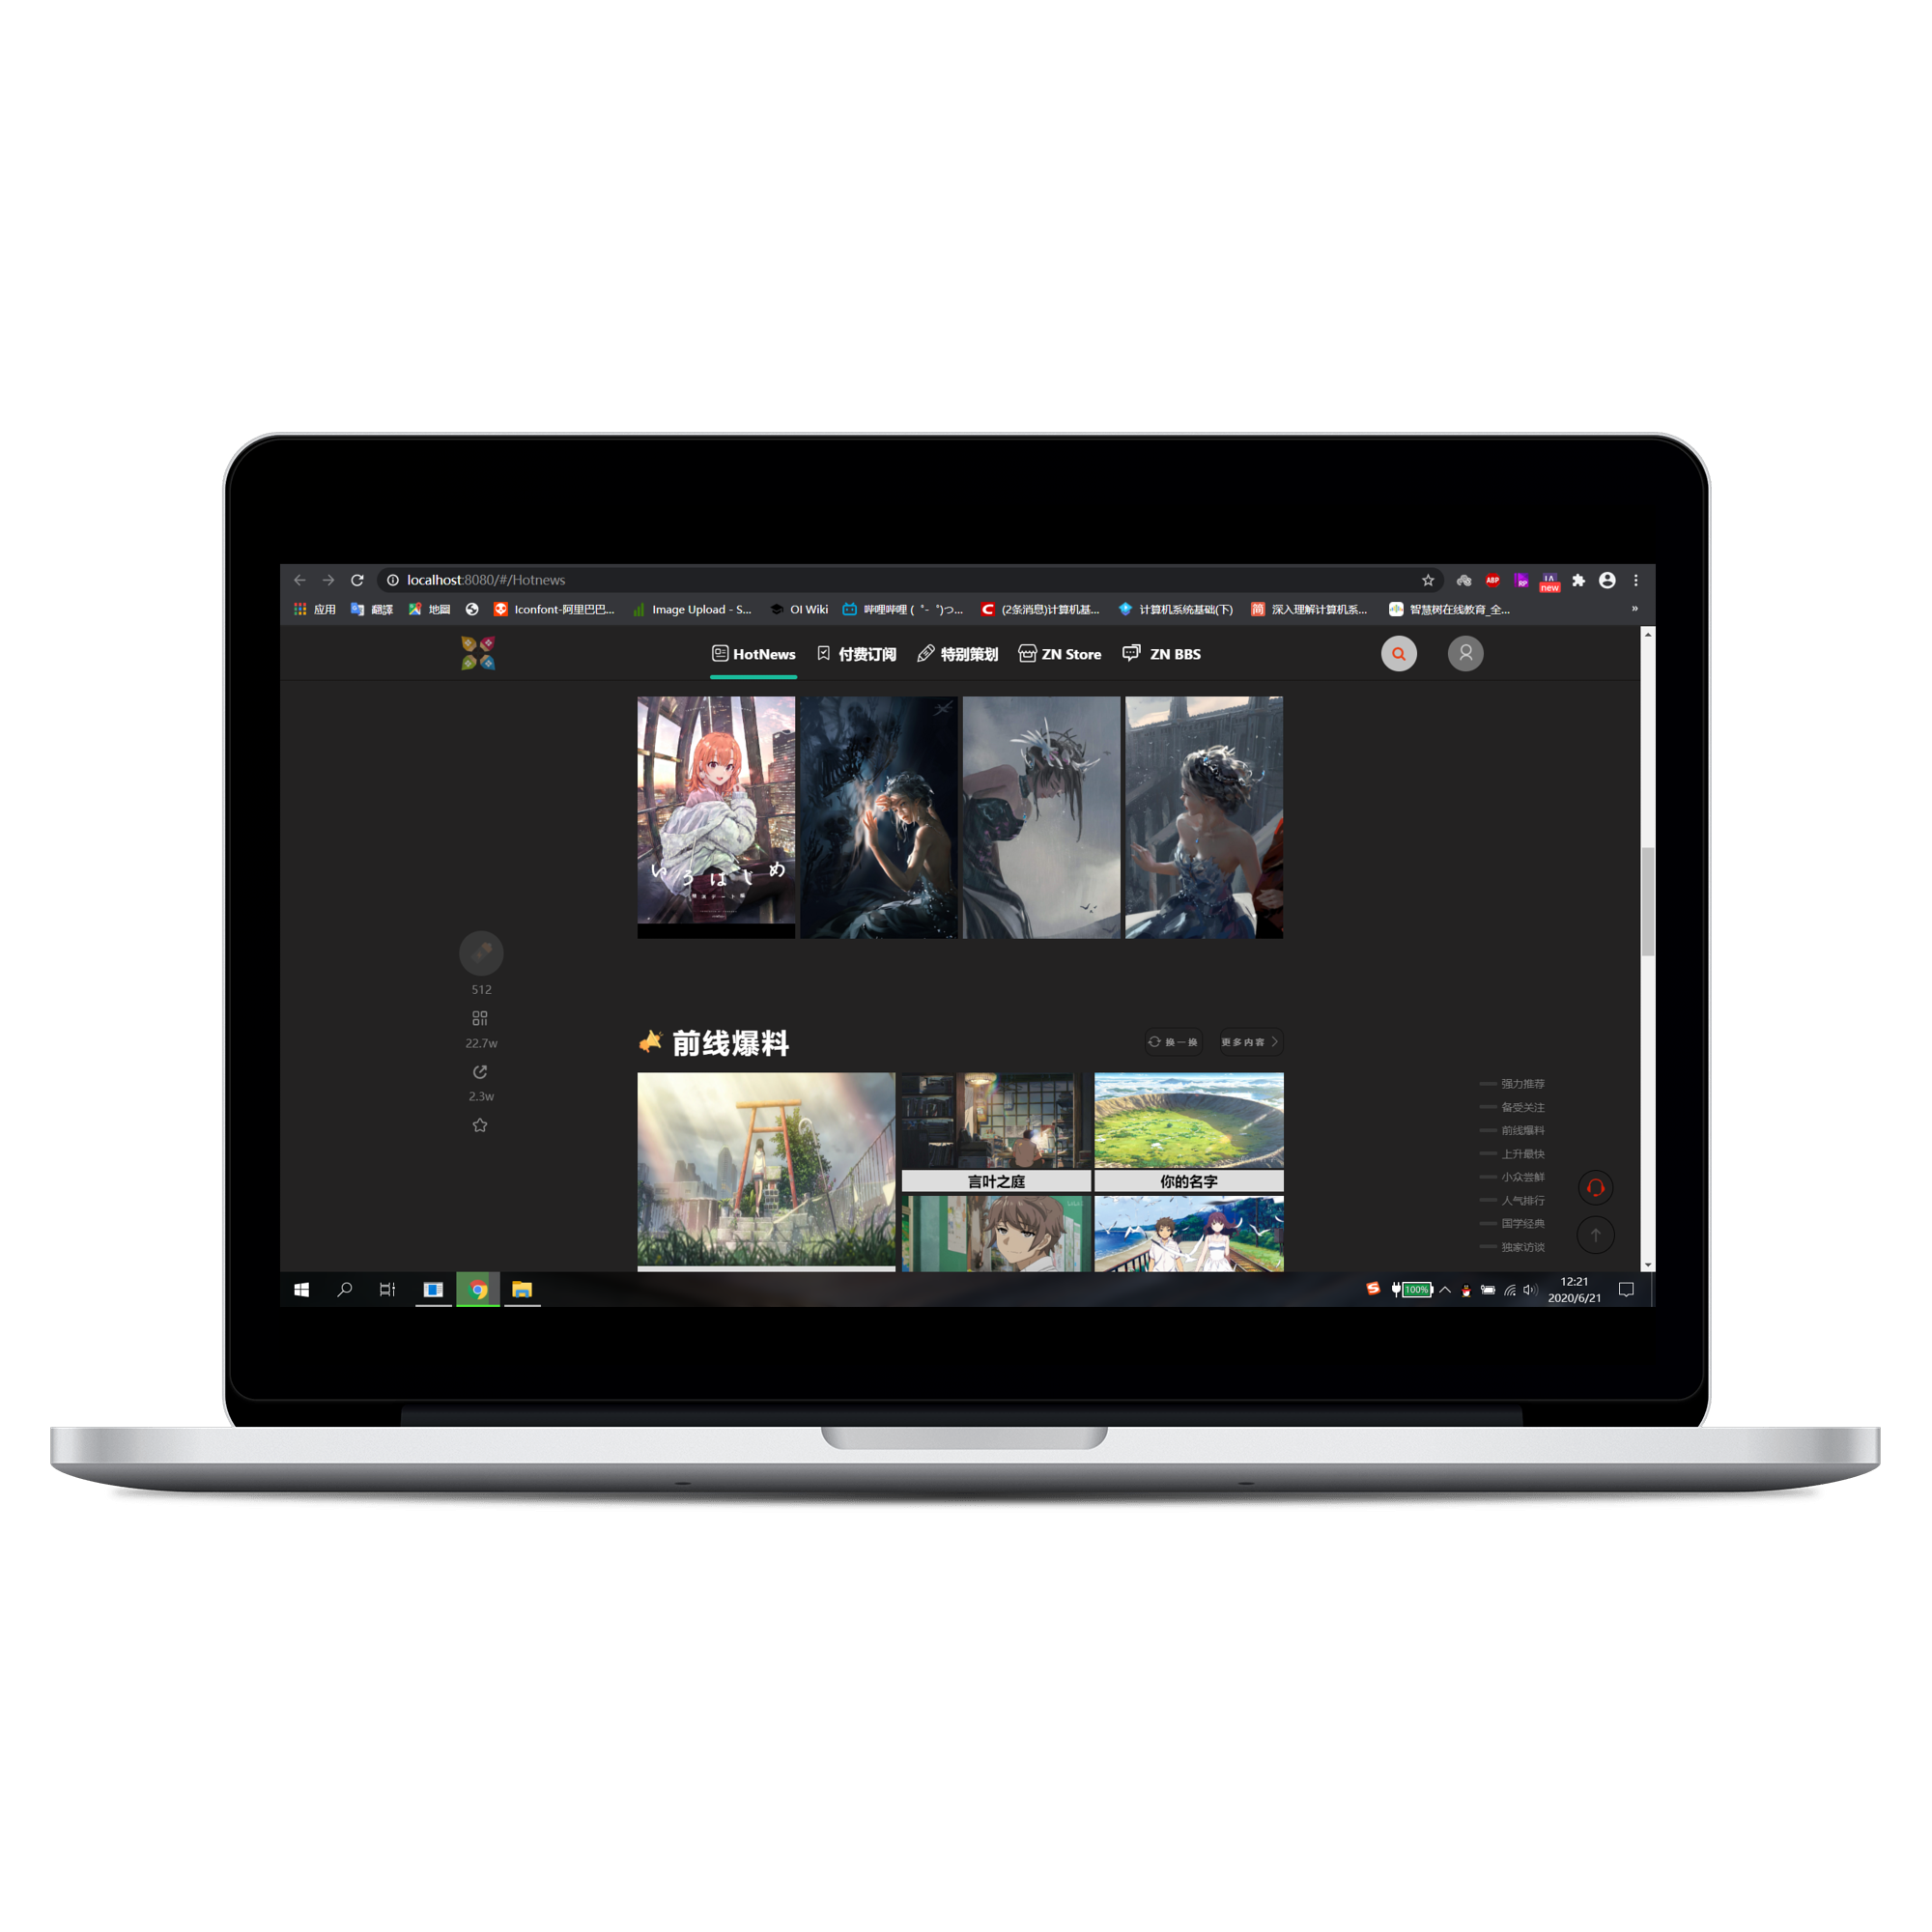 localhost:8080/#/Hotnews
ABP
RP
new
应用
翻譯
地圖
Iconfont-阿里巴巴...
Image Upload - S...
OI Wiki
哔哩哔哩 ( ゜- ゜)つ...
(2条消息)计算机基...
计算机系统基础(下)
简
深入理解计算机系...
智慧树在线教育_全...
»
HotNews
付费订阅
特别策划
ZN Store
ZN BBS
いろはじめ
512
22.7w
2.3w
前线爆料
换一换
更多内容
言叶之庭
你的名字
强力推荐
备受关注
前线爆料
上升最快
小众尝鲜
人气排行
国学经典
独家访谈
100%
12:21
2020/6/21